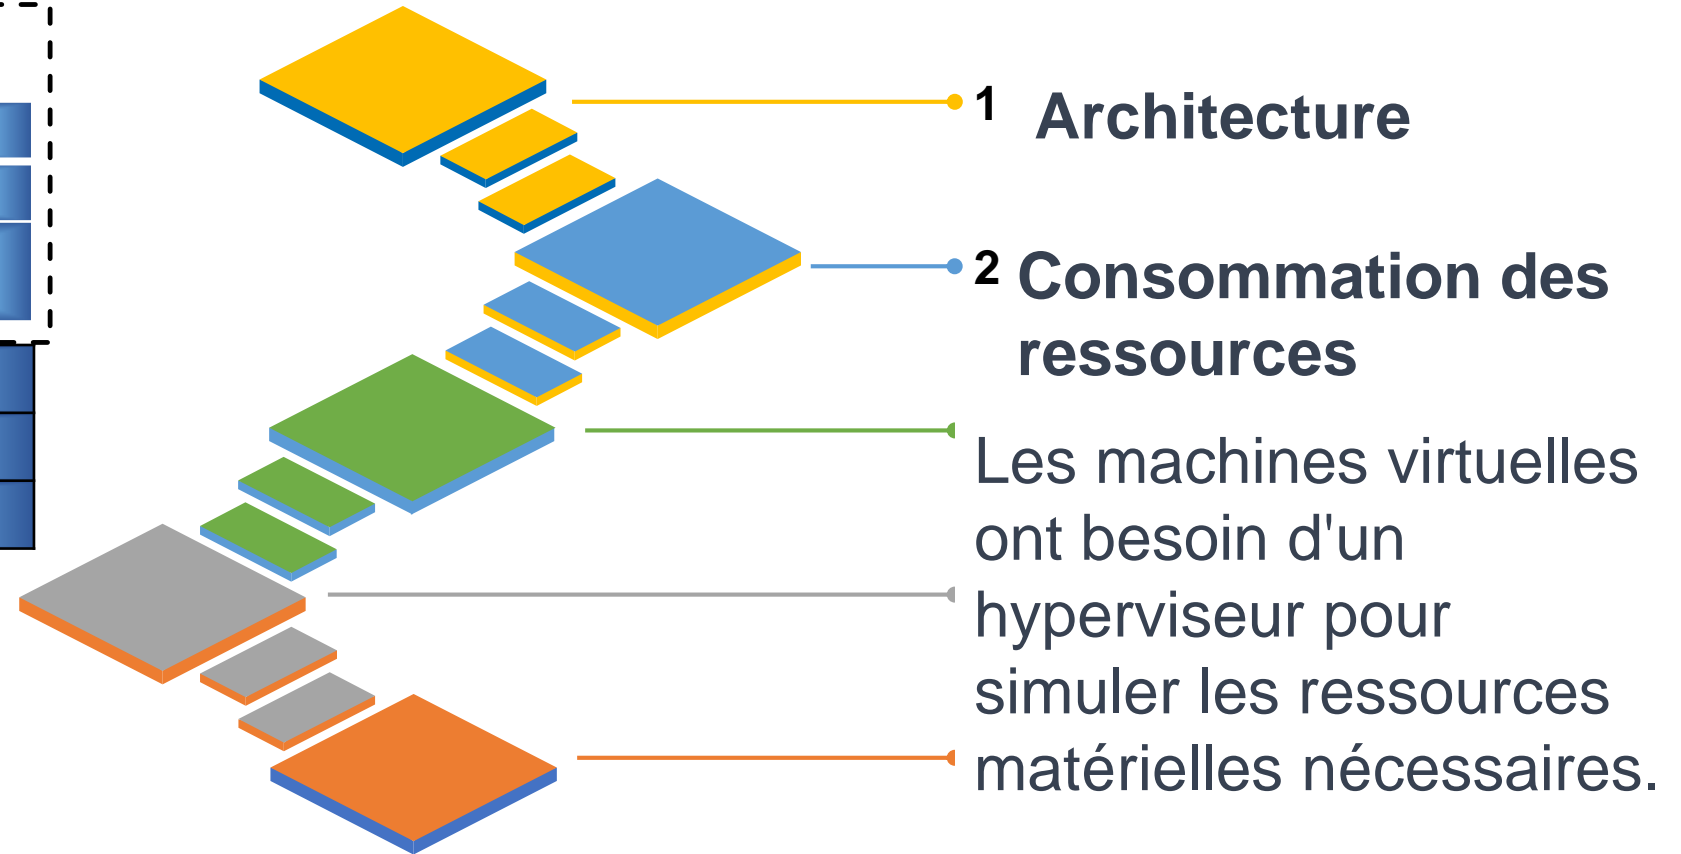 1 Architecture
2 Consommation des
ressources
Les machines virtuelles
ont besoin d'un
hyperviseur pour
simuler les ressources
matérielles nécessaires.